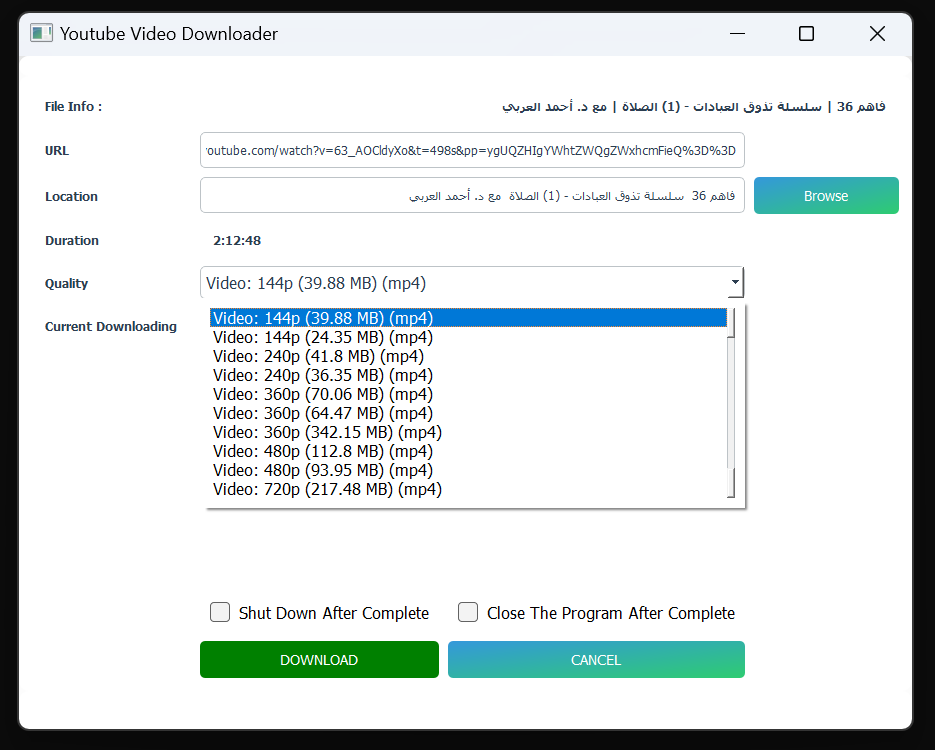 Youtube Video Downloader
File Info :
فاهم 36 | سلسلة تذوق العبادات - (1) الصلاة | مع د. أحمد العربي
URL
outube.com/watch?v=63_AOCldyXo&t=498s&pp=ygUQZHIgYWhtZWQgZWxhcmFieQ%3D%3D
Location
فاهم 36 سلسلة تذوق العبادات - (1) الصلاة مع د. أحمد العربي
Browse
Duration
2:12:48
Quality
Video: 144p (39.88 MB) (mp4)
Current Downloading
Video: 144p (39.88 MB) (mp4)
Video: 144p (24.35 MB) (mp4)
Video: 240p (41.8 MB) (mp4)
Video: 240p (36.35 MB) (mp4)
Video: 360p (70.06 MB) (mp4)
Video: 360p (64.47 MB) (mp4)
Video: 360p (342.15 MB) (mp4)
Video: 480p (112.8 MB) (mp4)
Video: 480p (93.95 MB) (mp4)
Video: 720p (217.48 MB) (mp4)
Shut Down After Complete
Close The Program After Complete
DOWNLOAD
CANCEL